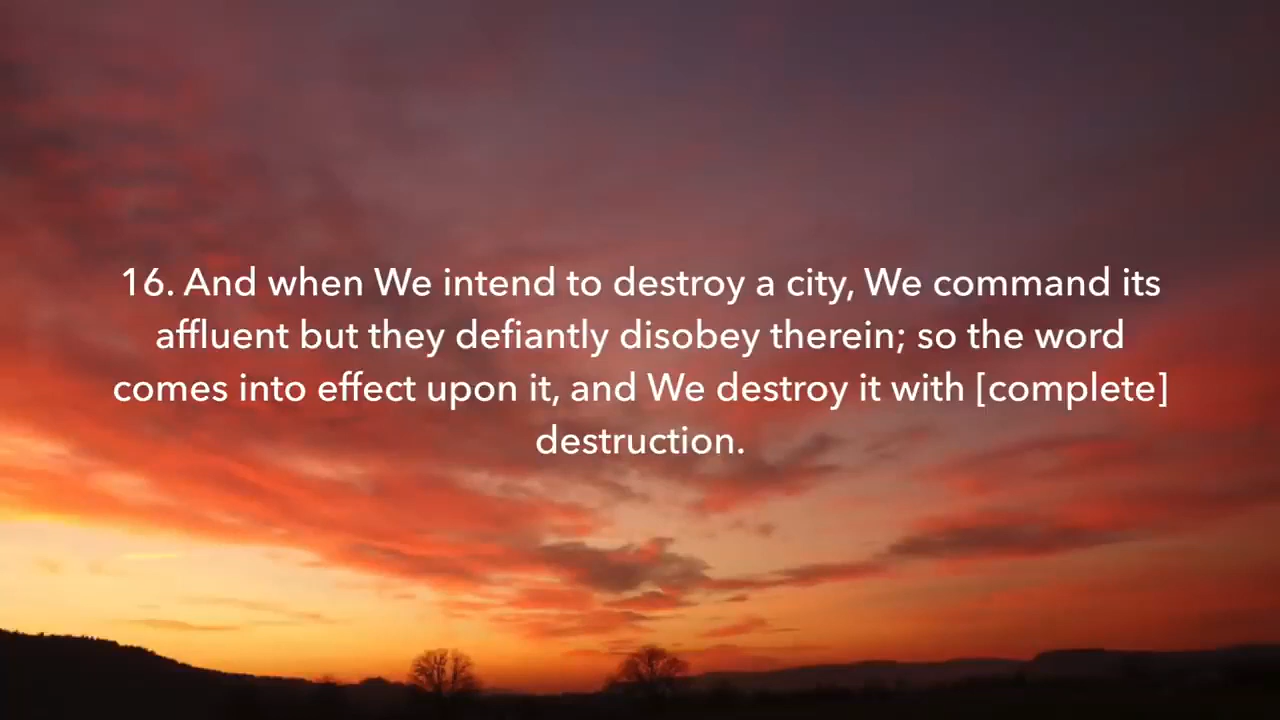 16. And when We intend to destroy a city, We command its
affluent but they defiantly disobey therein; so the word
comes into effect upon it, and We destroy it with [complete]
destruction.